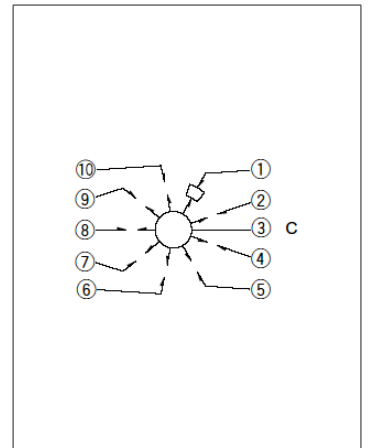 ⑩ ①
⑨ ②
⑧ ③ C
⑦ ④
⑥ ⑤